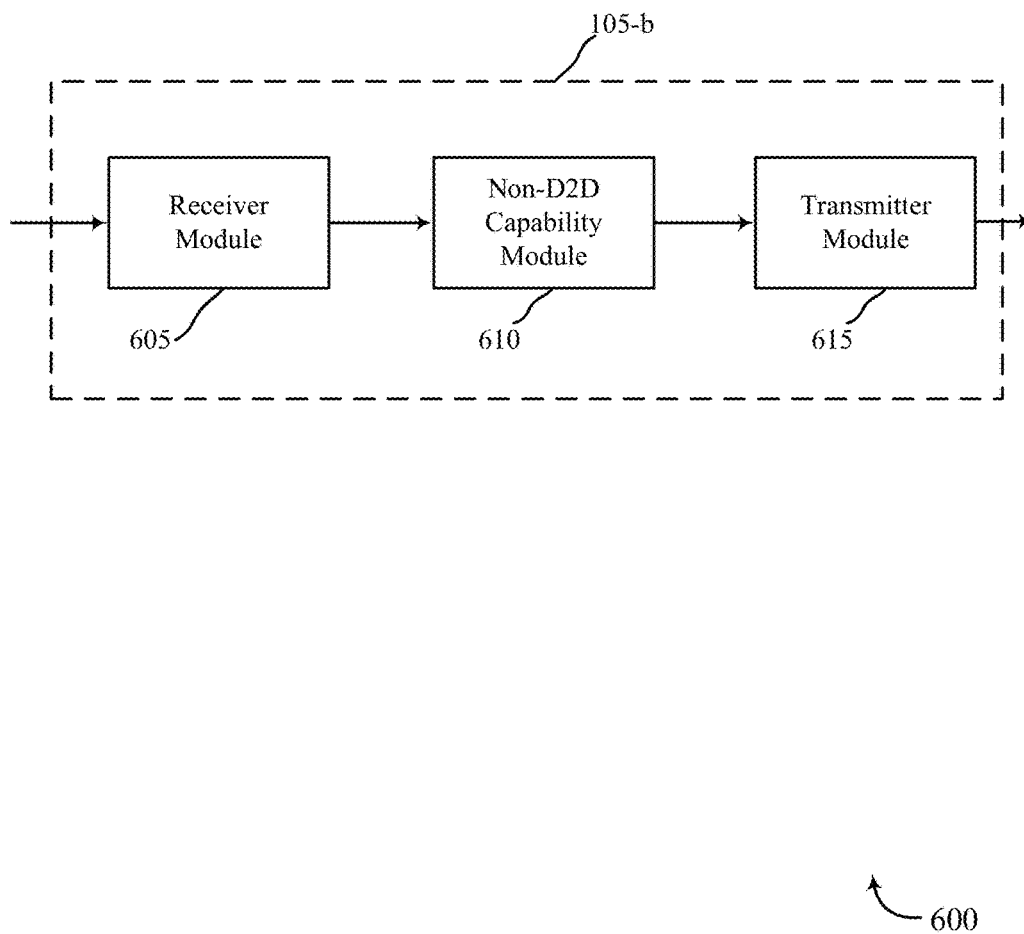 105-b
Receiver
Module
Non-D2D
Capability
Module
Transmitter
Module
605
610
615
600